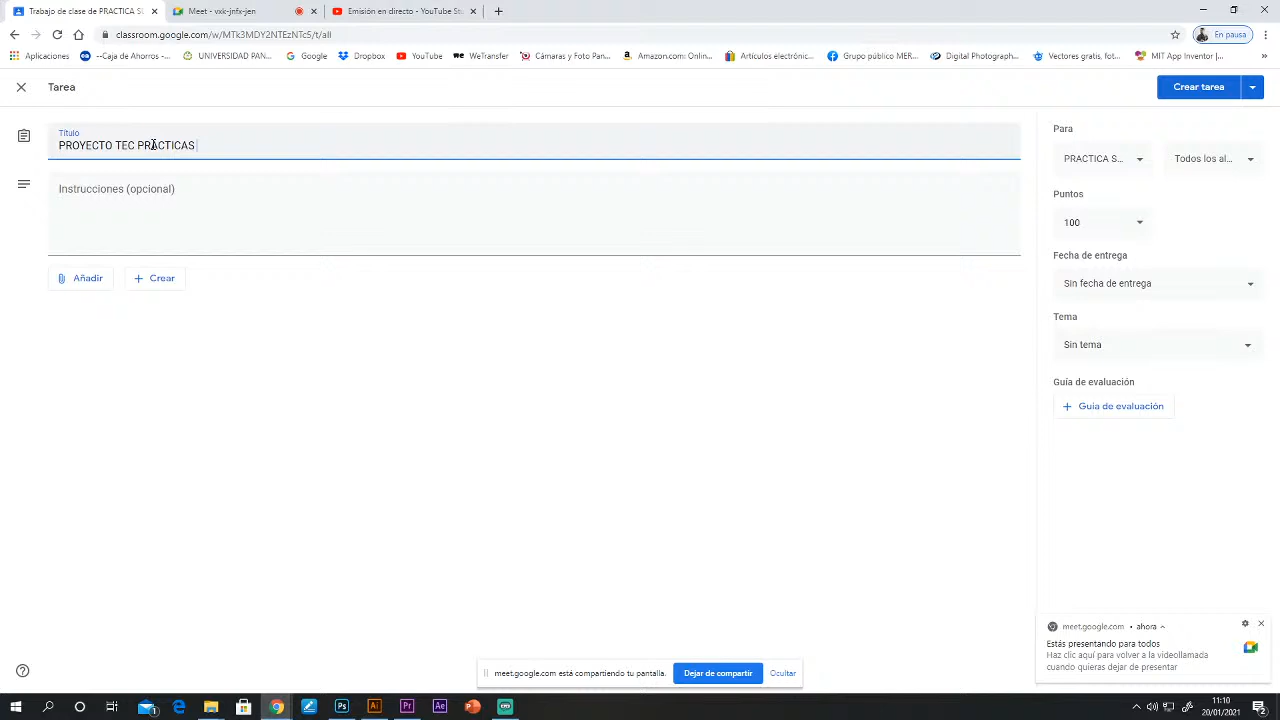 Trabajo de clase de PRACTICA SU
Meet - vxk-jnfx-jen
Emisión en directo - YouTube Stu
classroom.google.com/w/MTk3MDY2NTEzNTc5/t/all
En pausa
Aplicaciones
--Caja de Ahorros -...
UNIVERSIDAD PAN...
Google
Dropbox
YouTube
WeTransfer
Cámaras y Foto Pan...
Amazon.com: Onlin...
Artículos electrónic...
Grupo público MER...
Digital Photograph...
Vectores gratis, fot...
MIT App Inventor |...
Tarea
Crear tarea
Título
PROYECTO TEC PRÁCTICAS
Instrucciones (opcional)
Añadir
Crear
Para
PRACTICA S...
Todos los al...
Puntos
100
Fecha de entrega
Sin fecha de entrega
Tema
Sin tema
Guía de evaluación
Guía de evaluación
meet.google.com • ahora
Estás presentando para todos
Haz clic aquí para volver a la videollamada
cuando quieras dejar de presentar
meet.google.com está compartiendo tu pantalla.
Dejar de compartir
Ocultar
11:10
20/01/2021